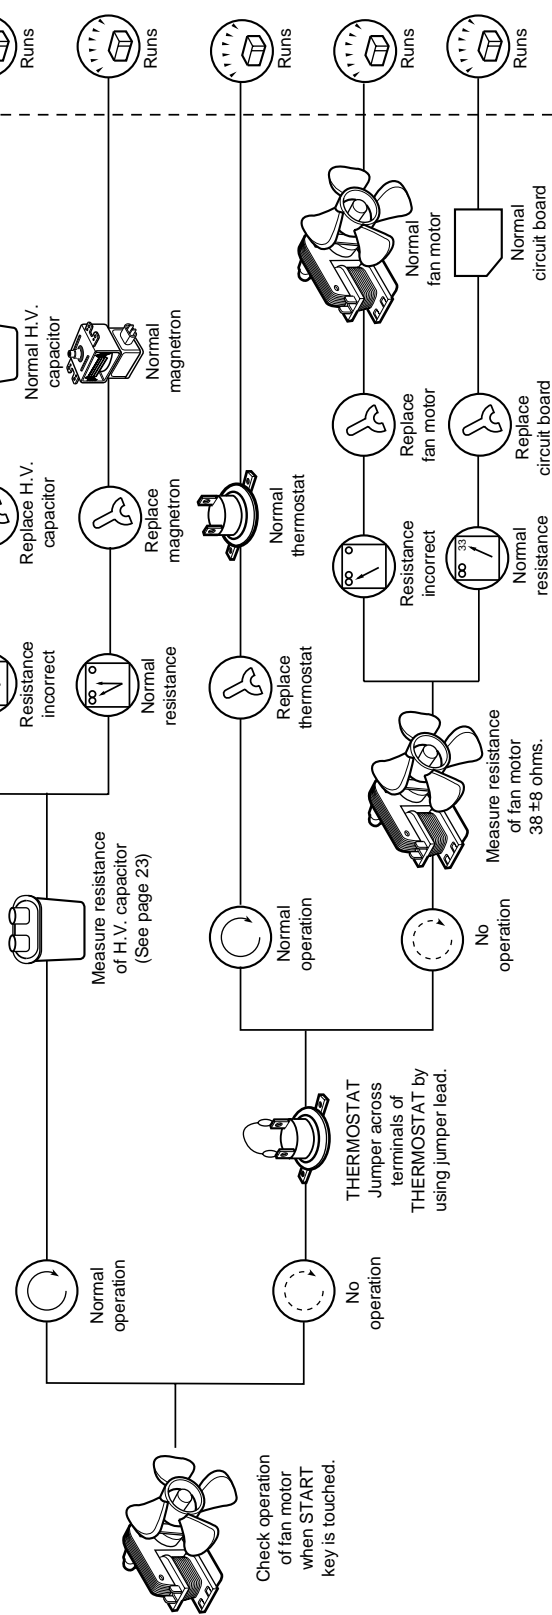 Runs
Normal H.V.
capacitor
Replace H.V.
capacitor
Resistance
incorrect
Normal
operation
Measure resistance
of H.V. capacitor
(See page 23)
∞ 0
Normal
resistance
Replace
magnetron
Normal
magnetron
Runs
Check operation
of fan motor
when START
key is touched.
Normal
operation
Replace
thermostat
Normal
thermostat
Runs
No
operation
THERMOSTAT
Jumper across
terminals of
THERMOSTAT by
using jumper lead.
∞ 0
Resistance
incorrect
Replace
fan motor
Normal
fan motor
Runs
No
operation
Measure resistance
of fan motor
38 ±8 ohms.
∞ 33
Normal
resistance
Replace
circuit board
Normal
circuit board
Runs